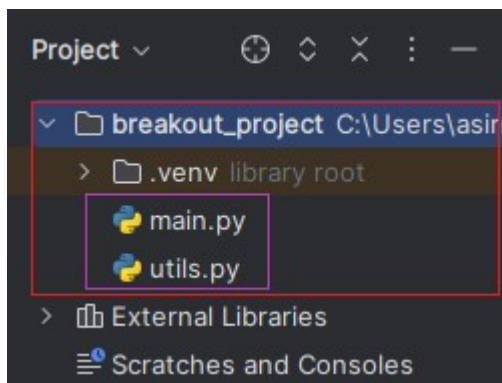 Project
breakout_project C:\Users\asir
.venv library root
main.py
utils.py
External Libraries
Scratches and Consoles